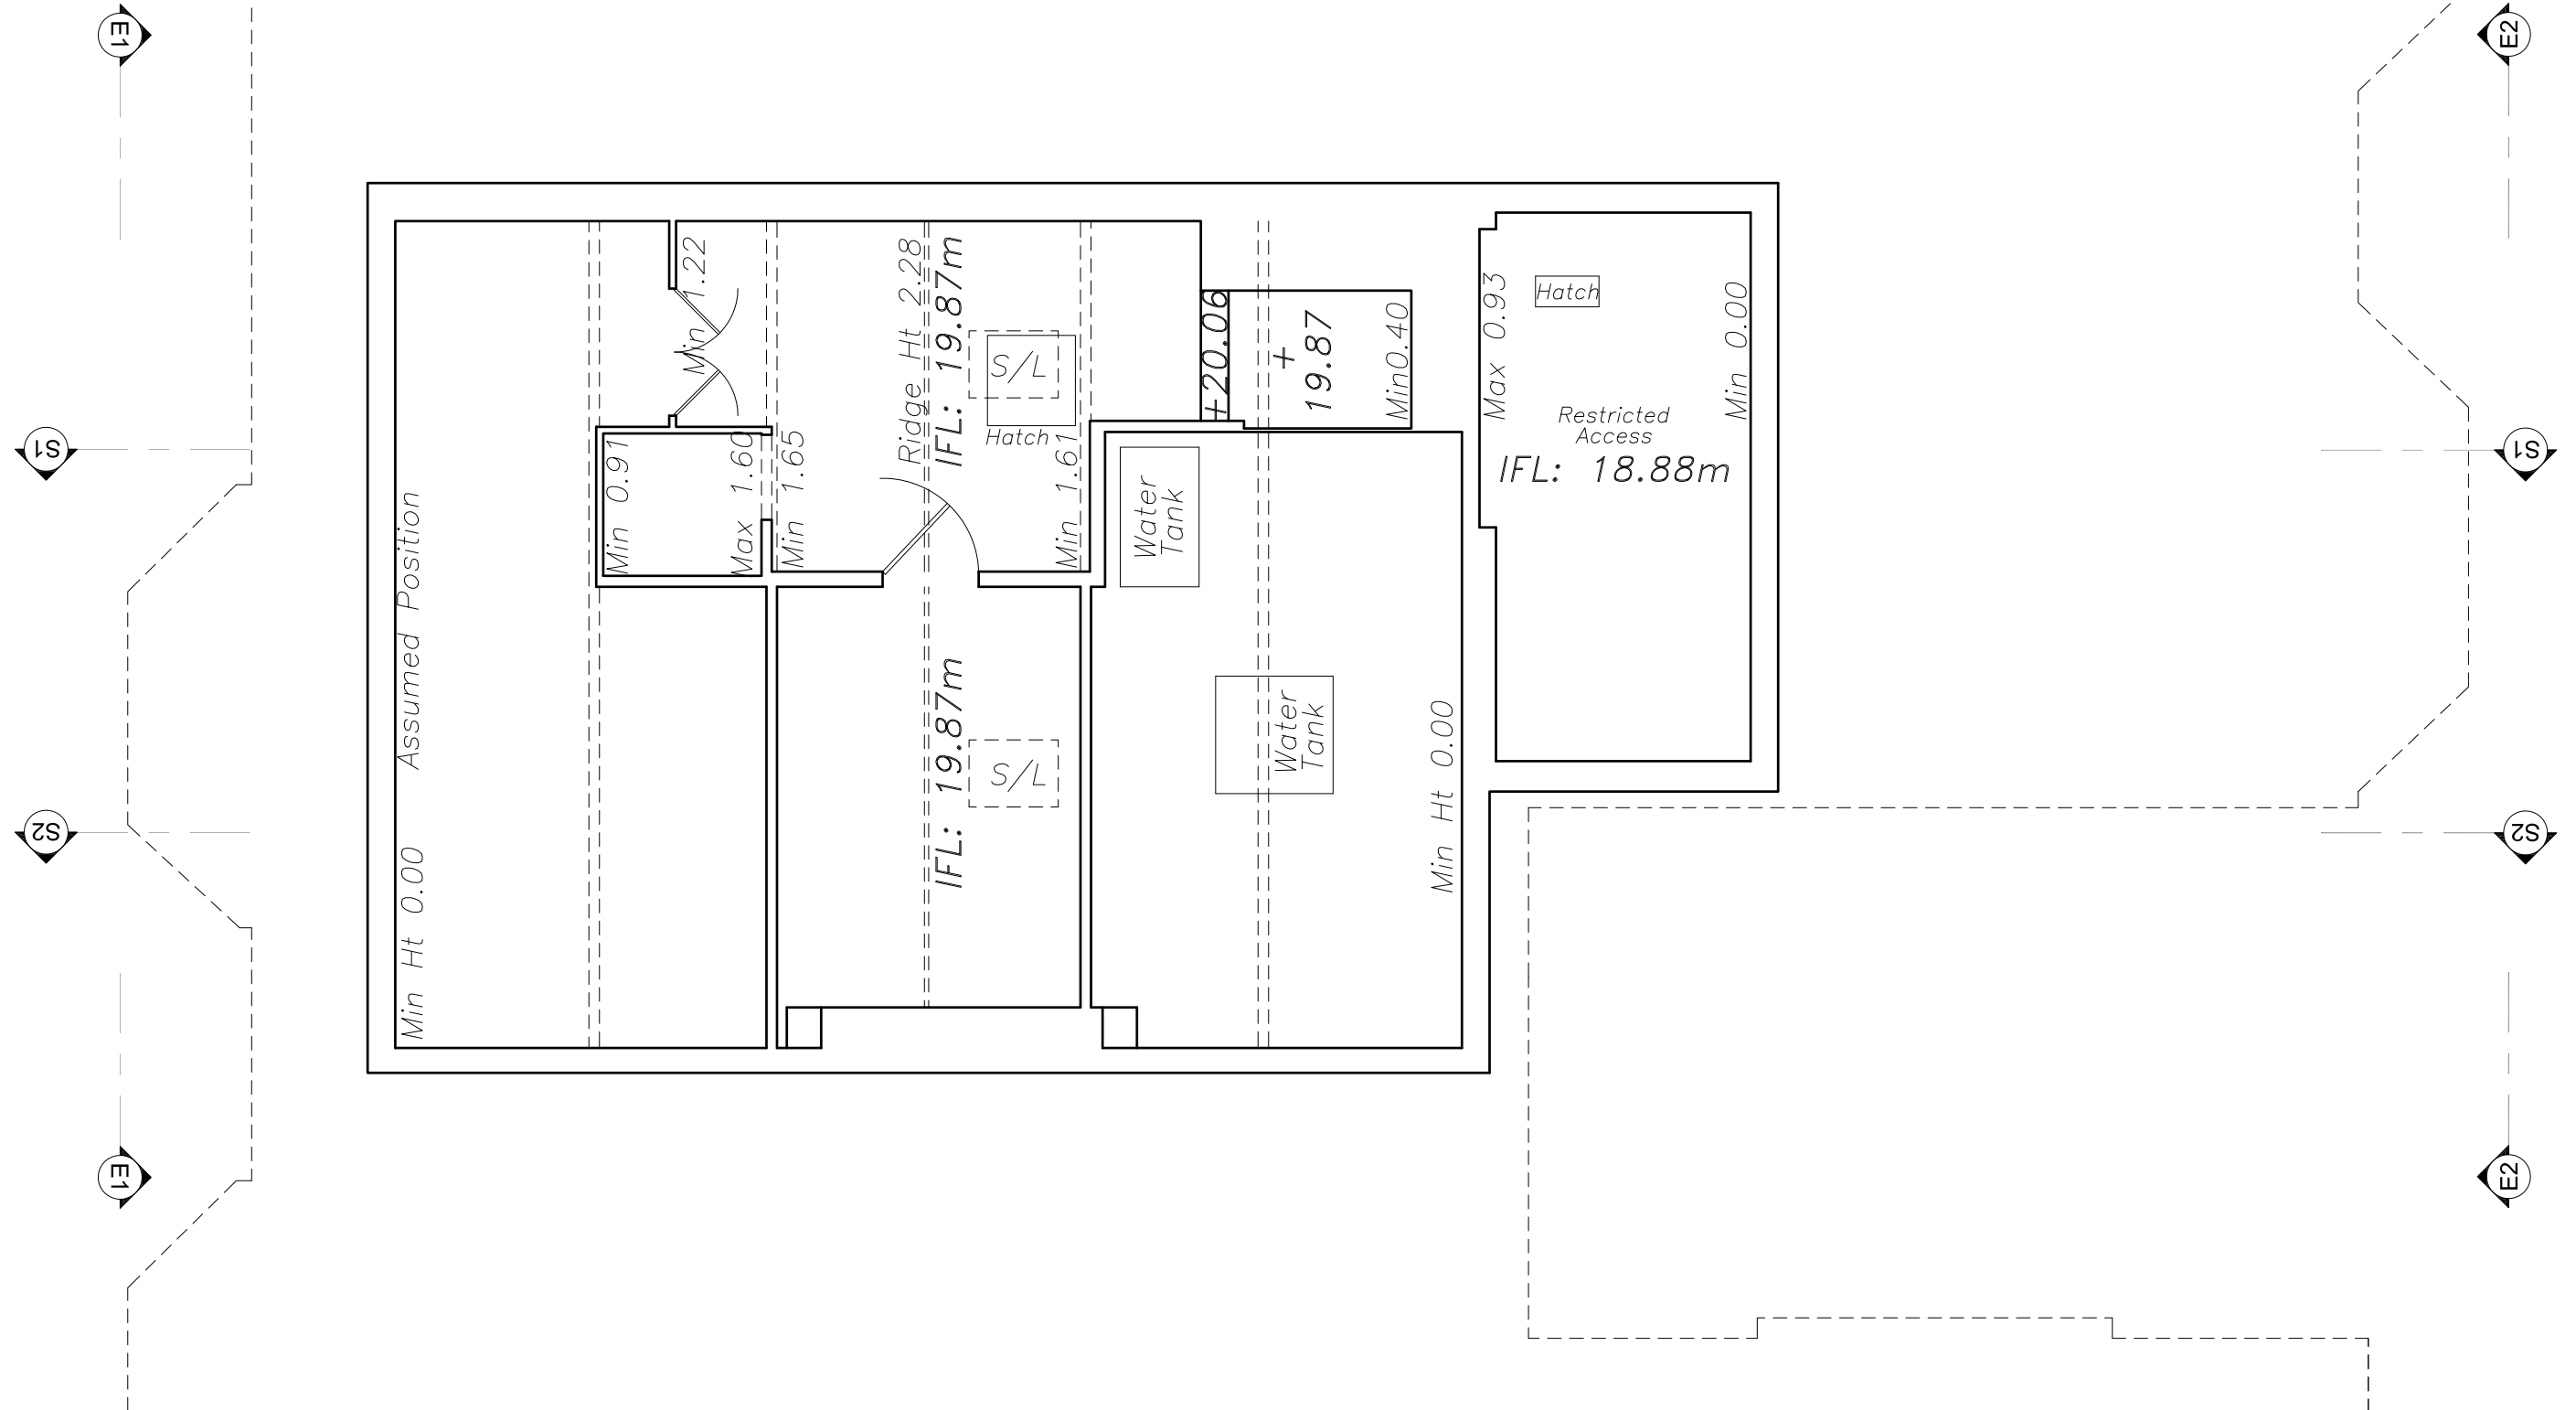 E1
E2
Min 1.22
Ridge Ht 2.28
IFL: 19.87m
S/L
Hatch
+20.06
+
19.87
Min0.40
Max 0.93
Hatch
Min 0.00
Restricted
Access
IFL: 18.88m
S1
S1
Min 0.91
Max 1.60
Min 1.65
Min 1.61
Water
Tank
Assumed Position
Min Ht 0.00
IFL: 19.87m
S/L
Water
Tank
Min Ht 0.00
S2
S2
E1
E2